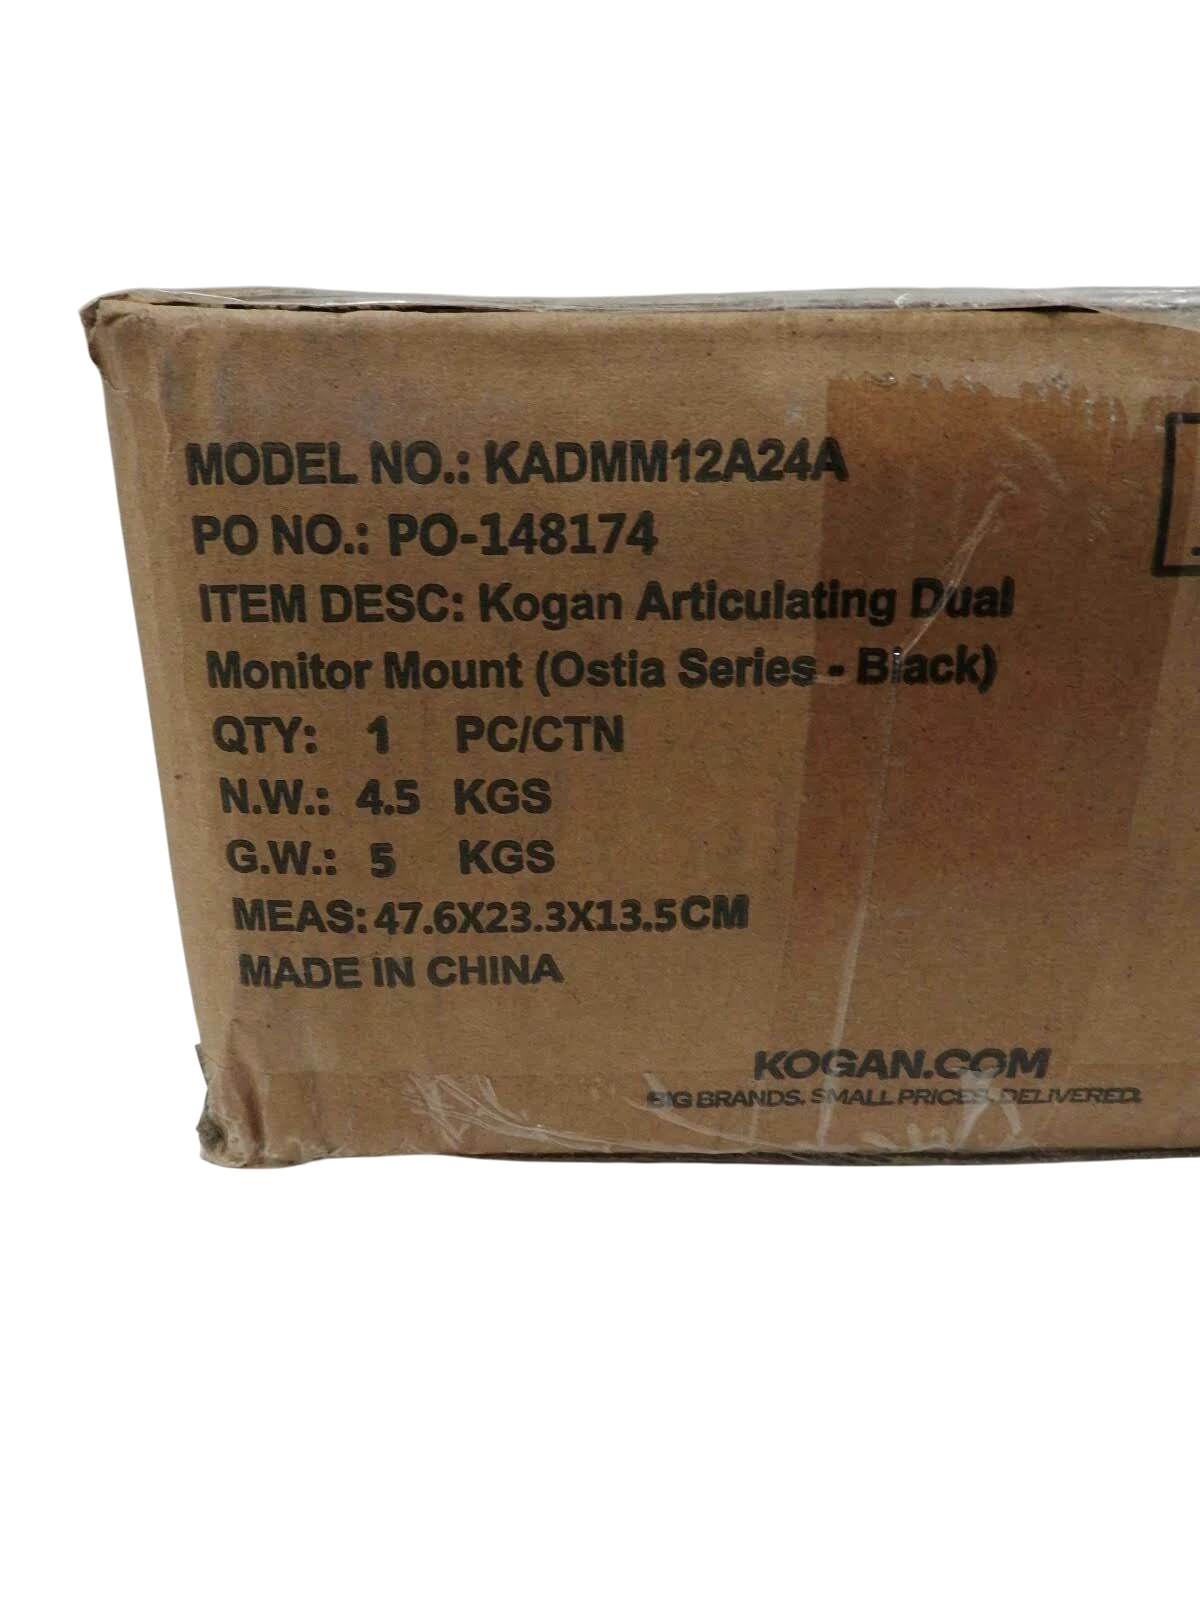 MODEL NO.: KADMM12A24A
PO NO.: PO-148174
ITEM DESC: Kogan Articulating Dual
Monitor Mount (Ostia Series - Black)
QTY: 1 PC/CTN
N.W.: 4.5 KGS
G.W.: 5 KGS
MEAS: 47.6X23.3X13.5CM
MADE IN CHINA
KOGAN.COM
BIG BRANDS. SMALL PRICES. DELIVERED.